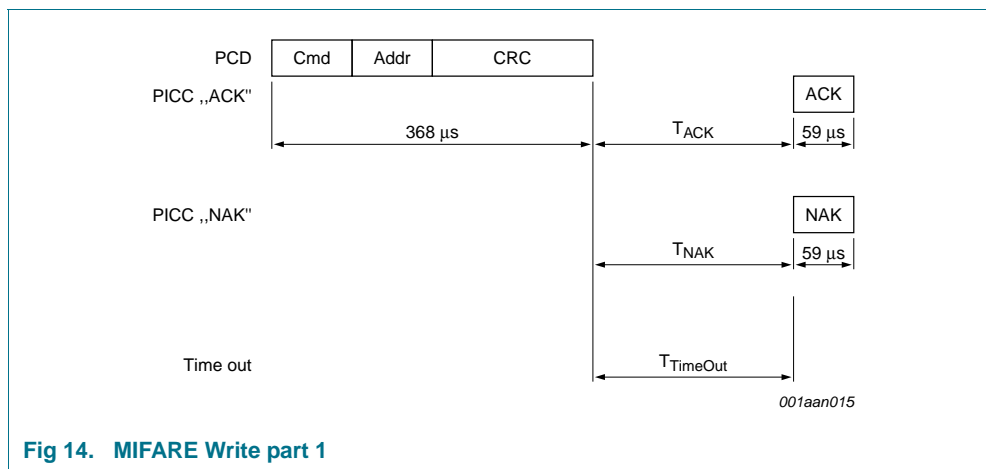 PCD Cmd Addr CRC
PICC ,,ACK" ACK
368 μs TACK 59 μs
PICC ,,NAK" NAK
TNAK 59 μs
Time out TTimeOut
001aan015
Fig 14. MIFARE Write part 1